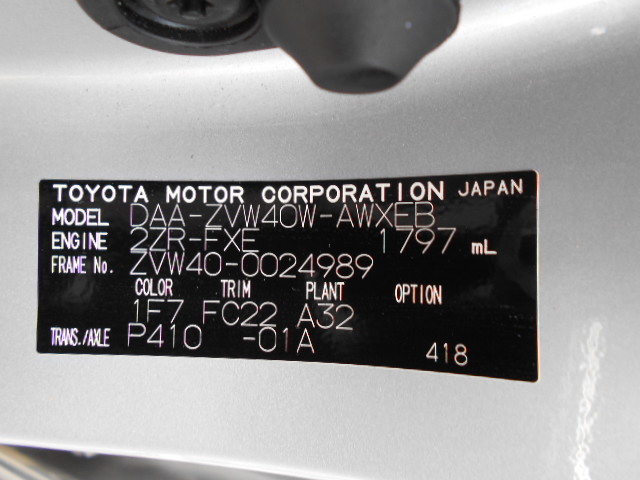 TOYOTA MOTOR CORPORATION JAPAN
MODEL DAA-ZVW40W-AWXEB
ENGINE 2ZR-FXE 1797 mL
FRAME No. ZVW40-0024989
COLOR TRIM PLANT OPTION
1F7 FC22 A32
TRANS./AXLE P410 -01A 418